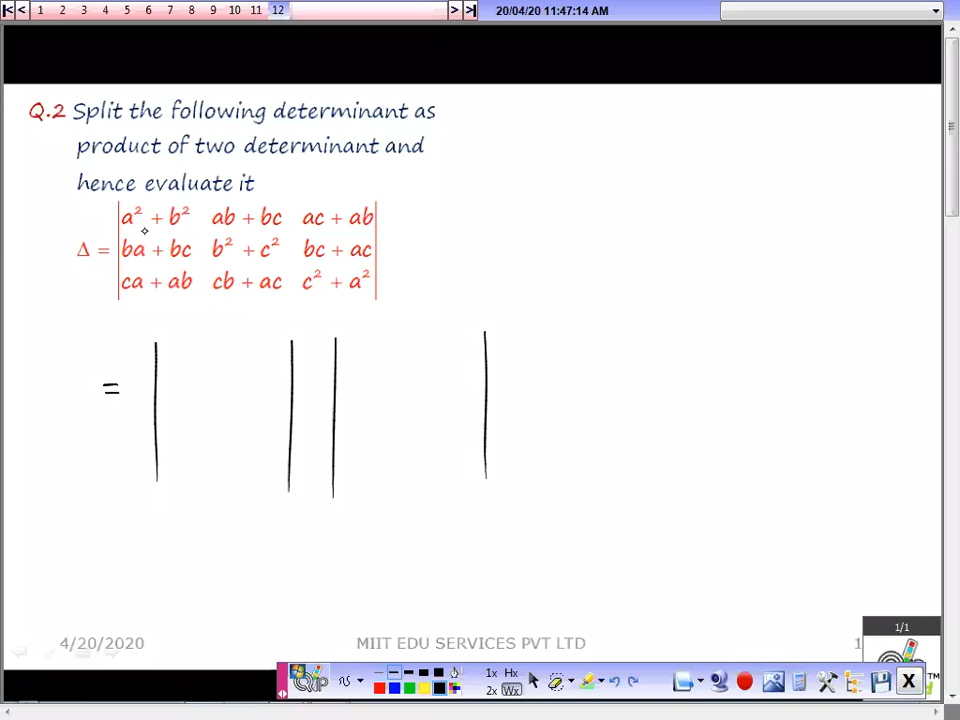 1 2 3 4 5 6 7 8 9 10 11 12 20/04/20 11:47:14 AM
Q.2 Split the following determinant as
product of two determinant and
hence evaluate it
a² + b² ab + bc ac + ab
Δ = ba + bc b² + c² bc + ac
ca + ab cb + ac c² + a²
=
4/20/2020 MIIT EDU SERVICES PVT LTD 1
1/1
1x Hx
2x Wx
X TM